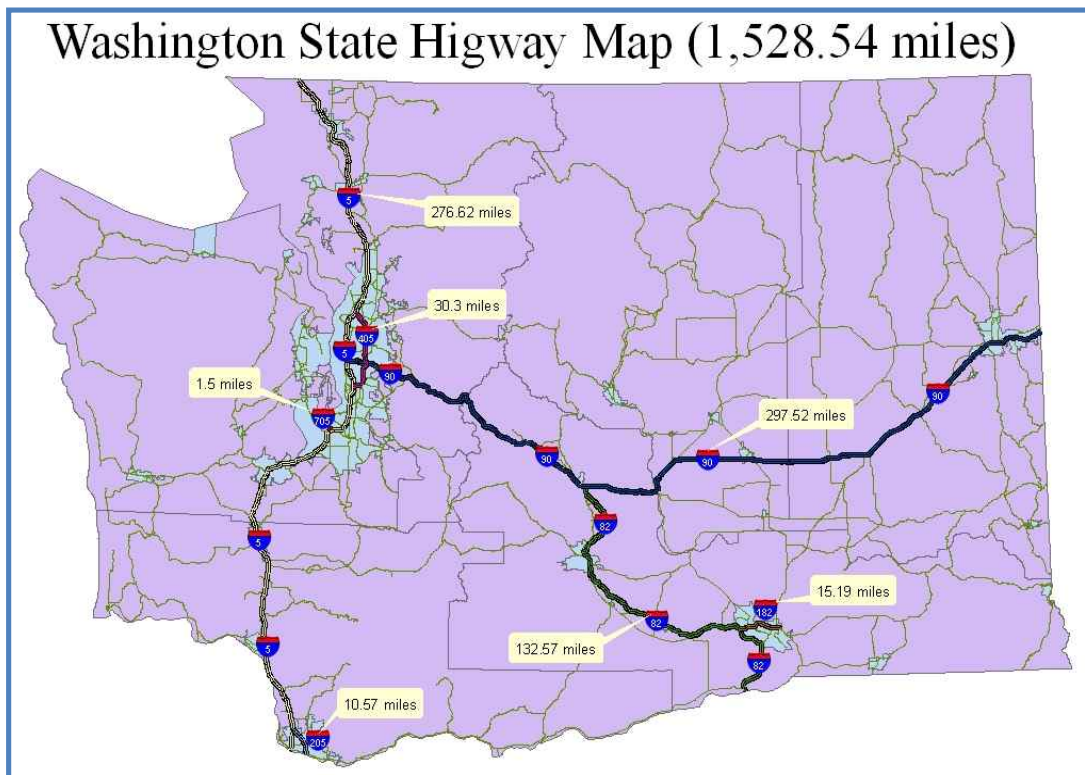 Washington State Higway Map (1,528.54 miles)
5
276.62 miles
30.3 miles
405
5
90
1.5 miles
705
90
297.52 miles
90
90
5
82
15.19 miles
182
82
132.57 miles
5
82
10.57 miles
205